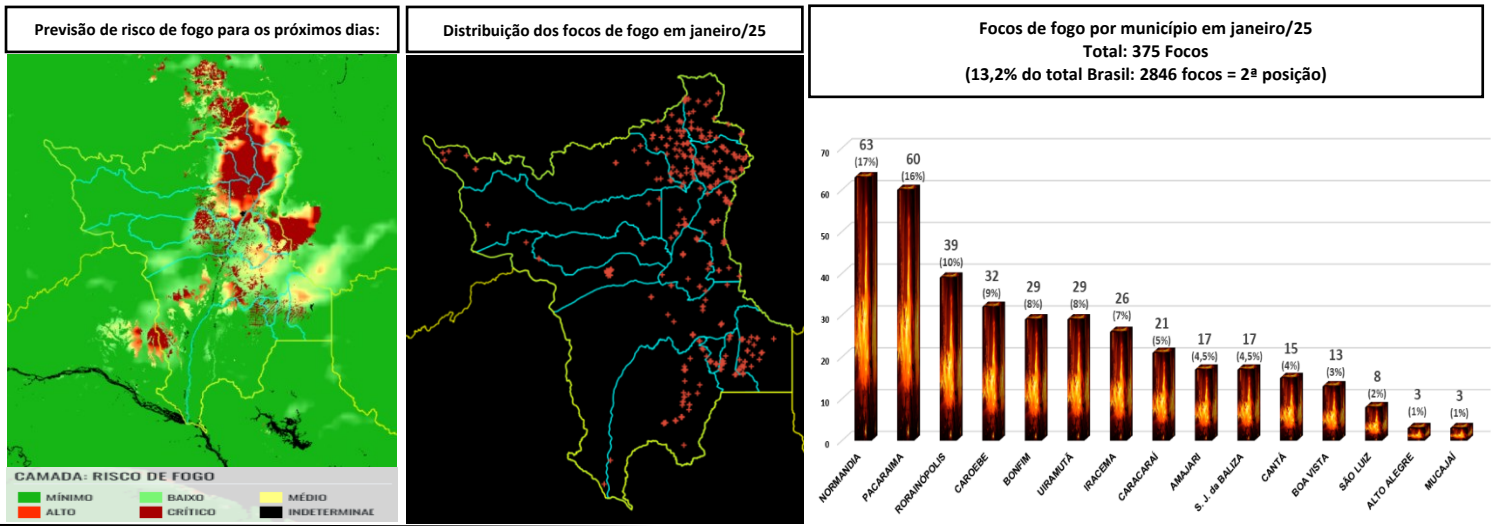 Previsão de risco de fogo para os próximos dias:
CAMADA: RISCO DE FOGO
MÍNIMO
BAIXO
MÉDIO
ALTO
CRÍTICO
INDETERMINAD
Distribuição dos focos de fogo em janeiro/25
Focos de fogo por município em janeiro/25
Total: 375 Focos
(13,2% do total Brasil: 2846 focos = 2ª posição)
70
60
50
40
30
20
10
0
63
(17%)
60
(16%)
39
(10%)
32
(9%)
29
(8%)
29
(8%)
26
(7%)
21
(5%)
17
(4,5%)
17
(4,5%)
15
(4%)
13
(3%)
8
(2%)
3
(1%)
3
(1%)
NORMANDIA
PACARAIMA
RORAINÓPOLIS
CAROEBE
BONFIM
UIRAMUTÃ
IRACEMA
CARACARAÍ
AMAJARI
S. J. da BALIZA
CANTÁ
BOA VISTA
SÃO LUIZ
ALTO ALEGRE
MUCAJAÍ